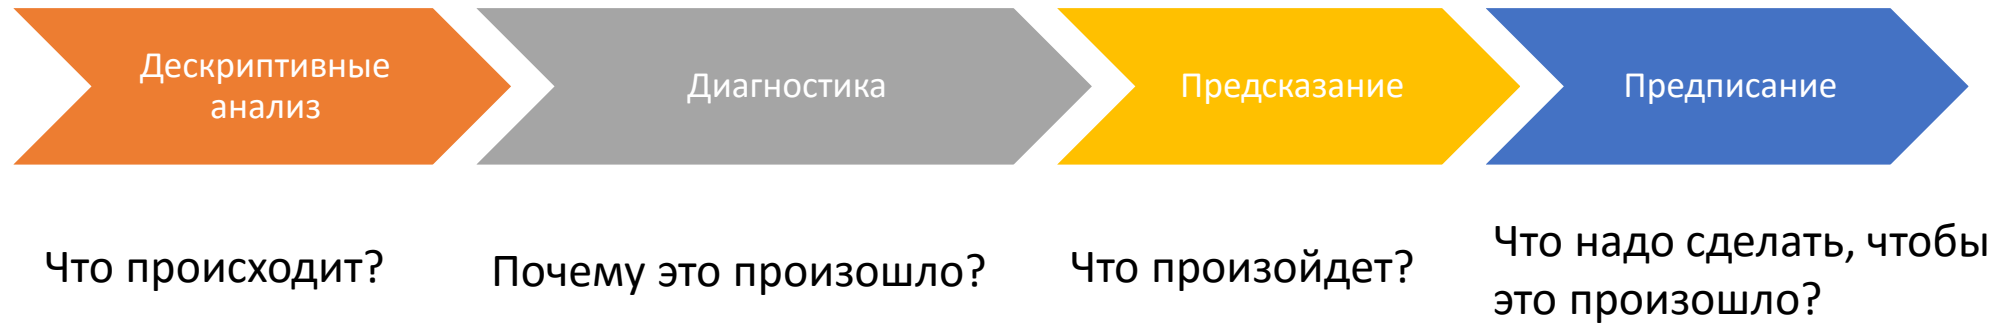 Дескриптивные
анализ
Диагностика
Предсказание
Предписание
Что происходит?
Почему это произошло?
Что произойдет?
Что надо сделать, чтобы
это произошло?